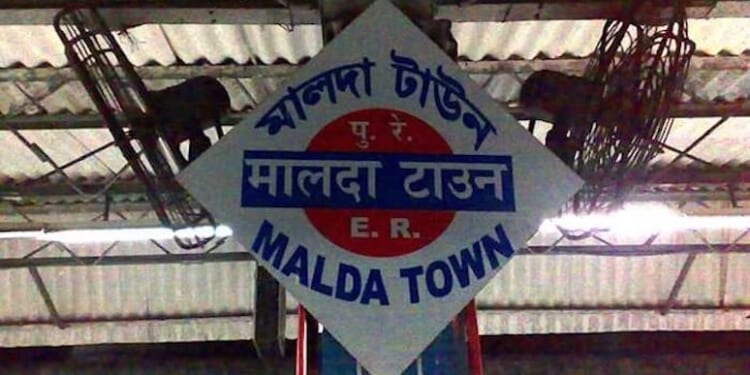 মালদা টাউন
पु. रे.
मालदा टाउन
E. R.
MALDA TOWN